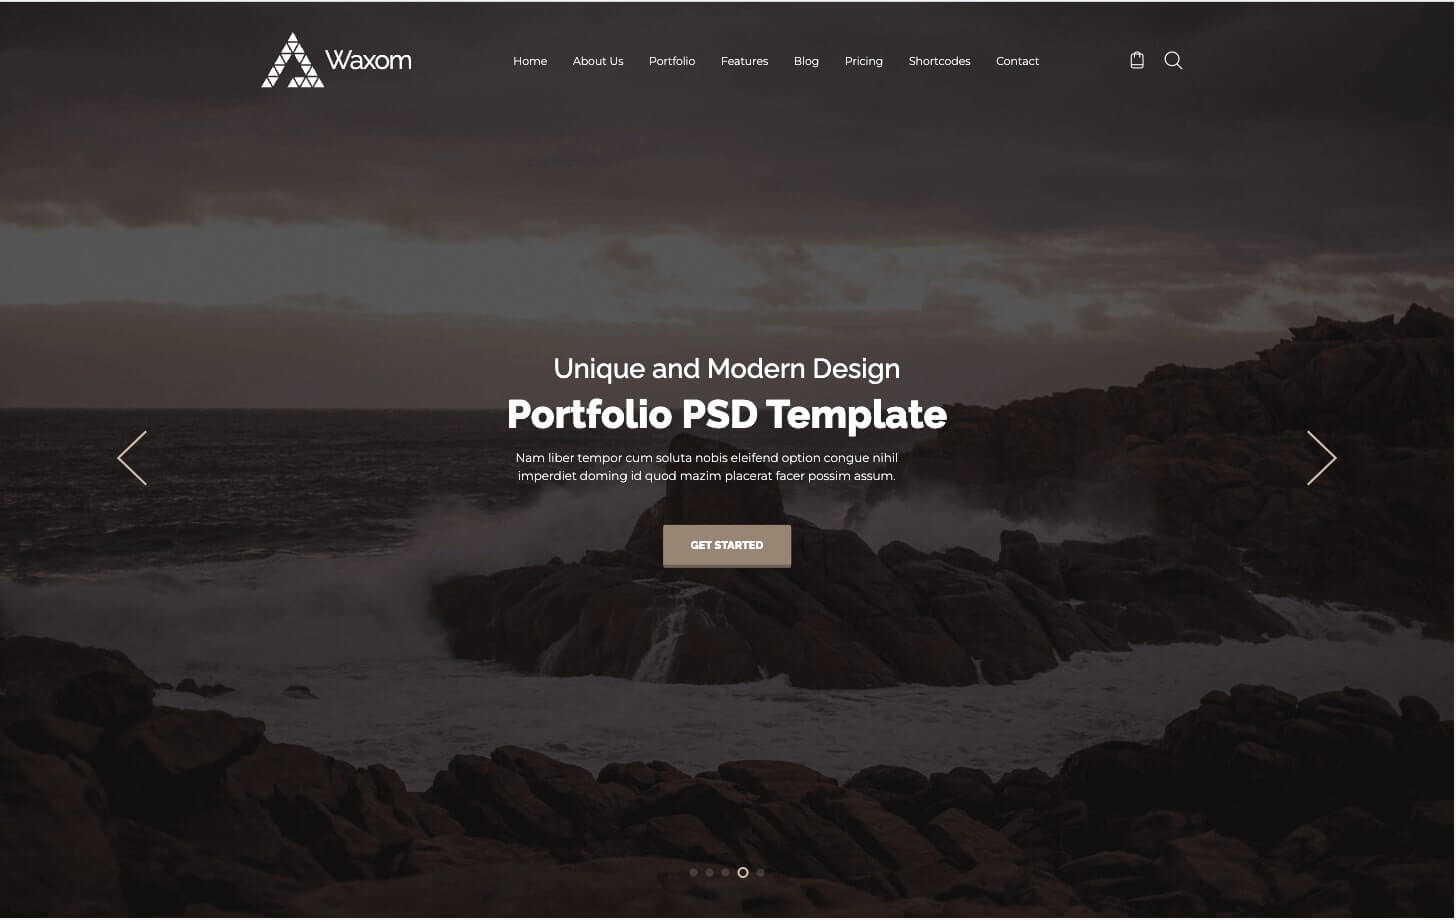 Waxom
Home About Us Portfolio Features Blog Pricing Shortcodes Contact
Unique and Modern Design
Portfolio PSD Template
Nam liber tempor cum soluta nobis eleifend option congue nihil
imperdiet doming id quod mazim placerat facer possim assum.
GET STARTED